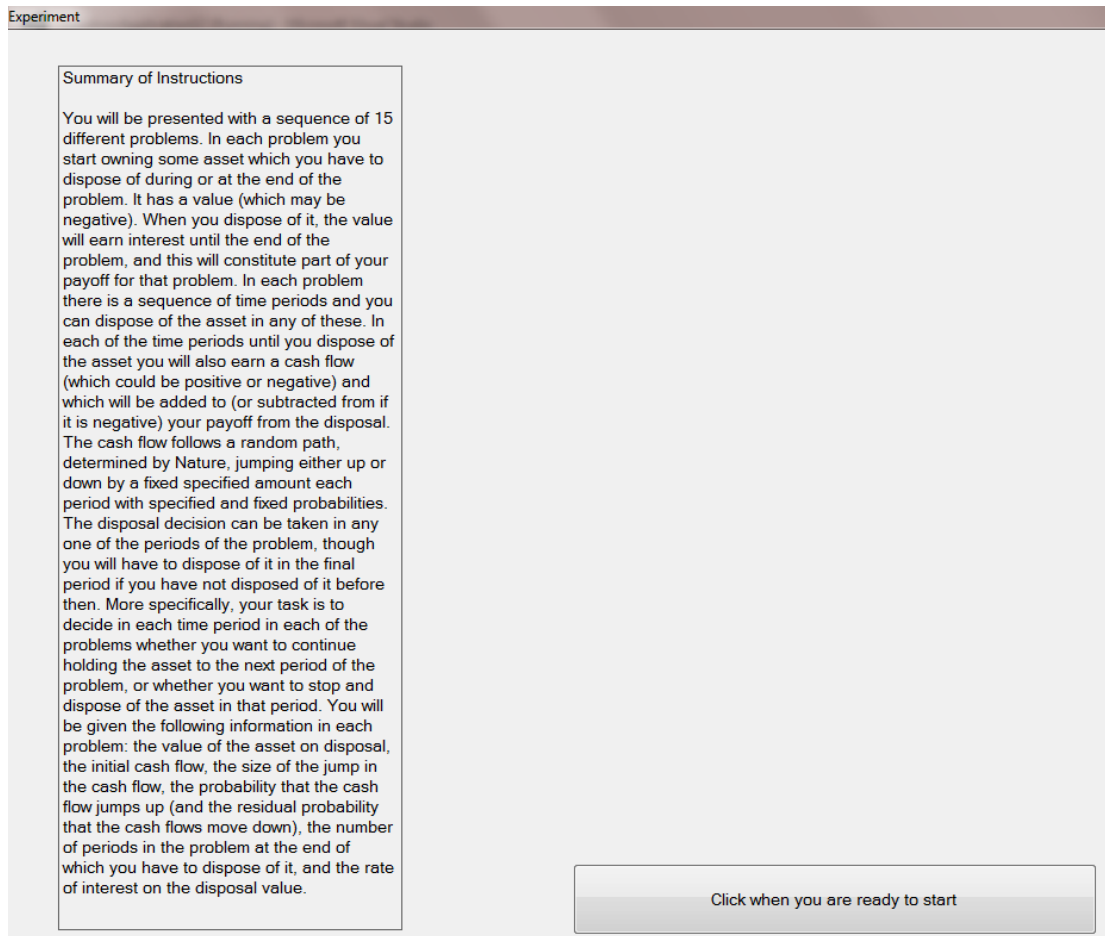 Experiment
Summary of Instructions
You will be presented with a sequence of 15
different problems. In each problem you
start owning some asset which you have to
dispose of during or at the end of the
problem. It has a value (which may be
negative). When you dispose of it, the value
will earn interest until the end of the
problem, and this will constitute part of your
payoff for that problem. In each problem
there is a sequence of time periods and you
can dispose of the asset in any of these. In
each of the time periods until you dispose of
the asset you will also earn a cash flow
(which could be positive or negative) and
which will be added to (or subtracted from if
it is negative) your payoff from the disposal.
The cash flow follows a random path,
determined by Nature, jumping either up or
down by a fixed specified amount each
period with specified and fixed probabilities.
The disposal decision can be taken in any
one of the periods of the problem, though
you will have to dispose of it in the final
period if you have not disposed of it before
then. More specifically, your task is to
decide in each time period in each of the
problems whether you want to continue
holding the asset to the next period of the
problem, or whether you want to stop and
dispose of the asset in that period. You will
be given the following information in each
problem: the value of the asset on disposal,
the initial cash flow, the size of the jump in
the cash flow, the probability that the cash
flow jumps up (and the residual probability
that the cash flows move down), the number
of periods in the problem at the end of
which you have to dispose of it, and the rate
of interest on the disposal value.
Click when you are ready to start